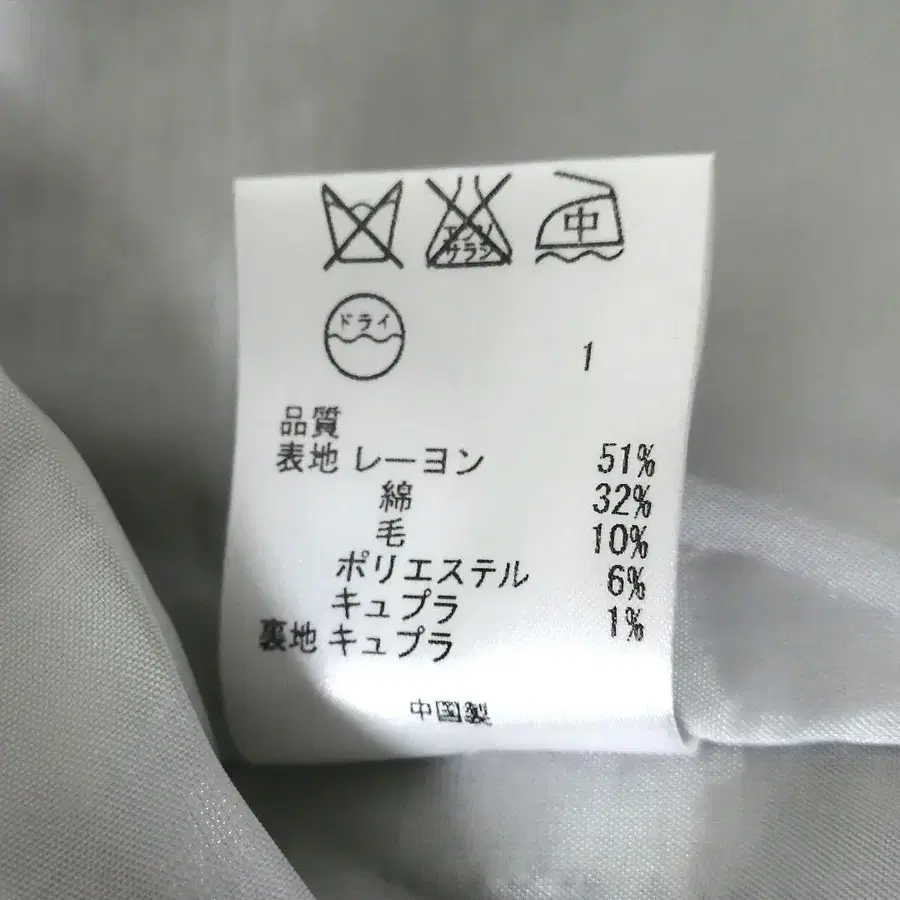 エンソ
サラシ
中
ドライ
1
品質
表地 レーヨン 51%
綿 32%
毛 10%
ポリエステル 6%
キュプラ 1%
裏地 キュプラ
中国製